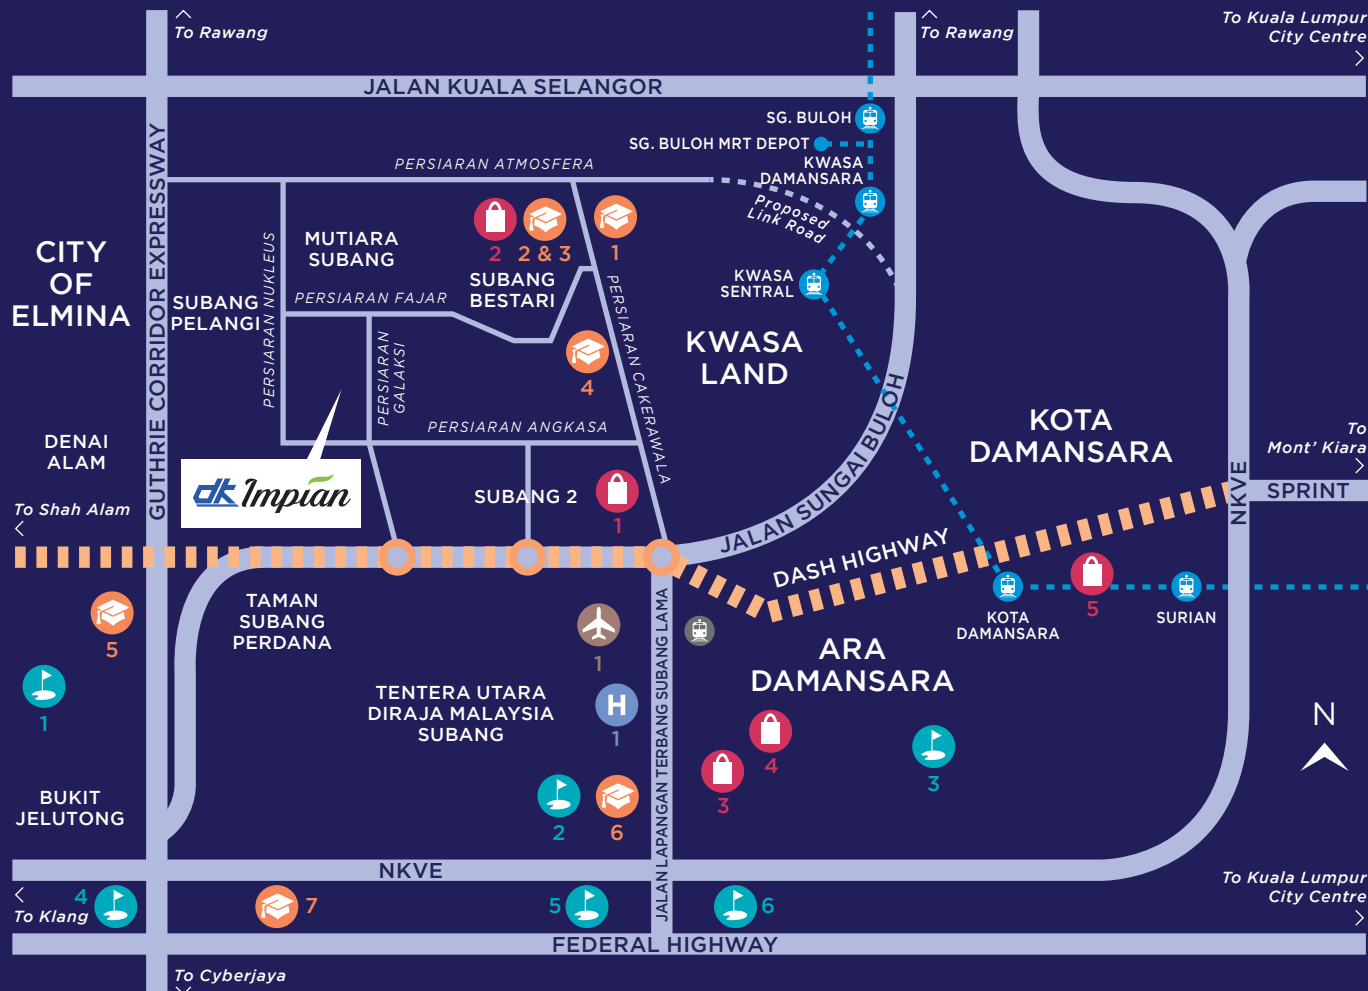 To Rawang
To Rawang
To Kuala Lumpur
City Centre
JALAN KUALA SELANGOR
SG. BULOH
SG. BULOH MRT DEPOT
KWASA
DAMANSARA
PERSIARAN ATMOSFERA
Proposed
Link Road
GUTHRIE CORRIDOR EXPRESSWAY
CITY
OF
ELMINA
MUTIARA
SUBANG
2
2 & 3
1
SUBANG
BESTARI
PERSIARAN NUKLEUS
SUBANG
PELANGI
PERSIARAN FAJAR
PERSIARAN
GALAKSI
PERSIARAN CAKERAWALA
KWASA
SENTRAL
KWASA
LAND
4
JALAN SUNGAI BULOH
KOTA
DAMANSARA
To
Mont' Kiara
DENAI
ALAM
PERSIARAN ANGKASA
dk Impian
SUBANG 2
1
NKVE
SPRINT
To Shah Alam
DASH HIGHWAY
TAMAN
SUBANG
PERDANA
5
1
1
KOTA
DAMANSARA
5
SURIAN
ARA
DAMANSARA
JALAN LAPANGAN TERBANG SUBANG LAMA
TENTERA UTARA
DIRAJA MALAYSIA
SUBANG
H
1
4
3
3
N
BUKIT
JELUTONG
2
6
NKVE
To Kuala Lumpur
City Centre
4
To Klang
7
5
6
FEDERAL HIGHWAY
To Cyberjaya